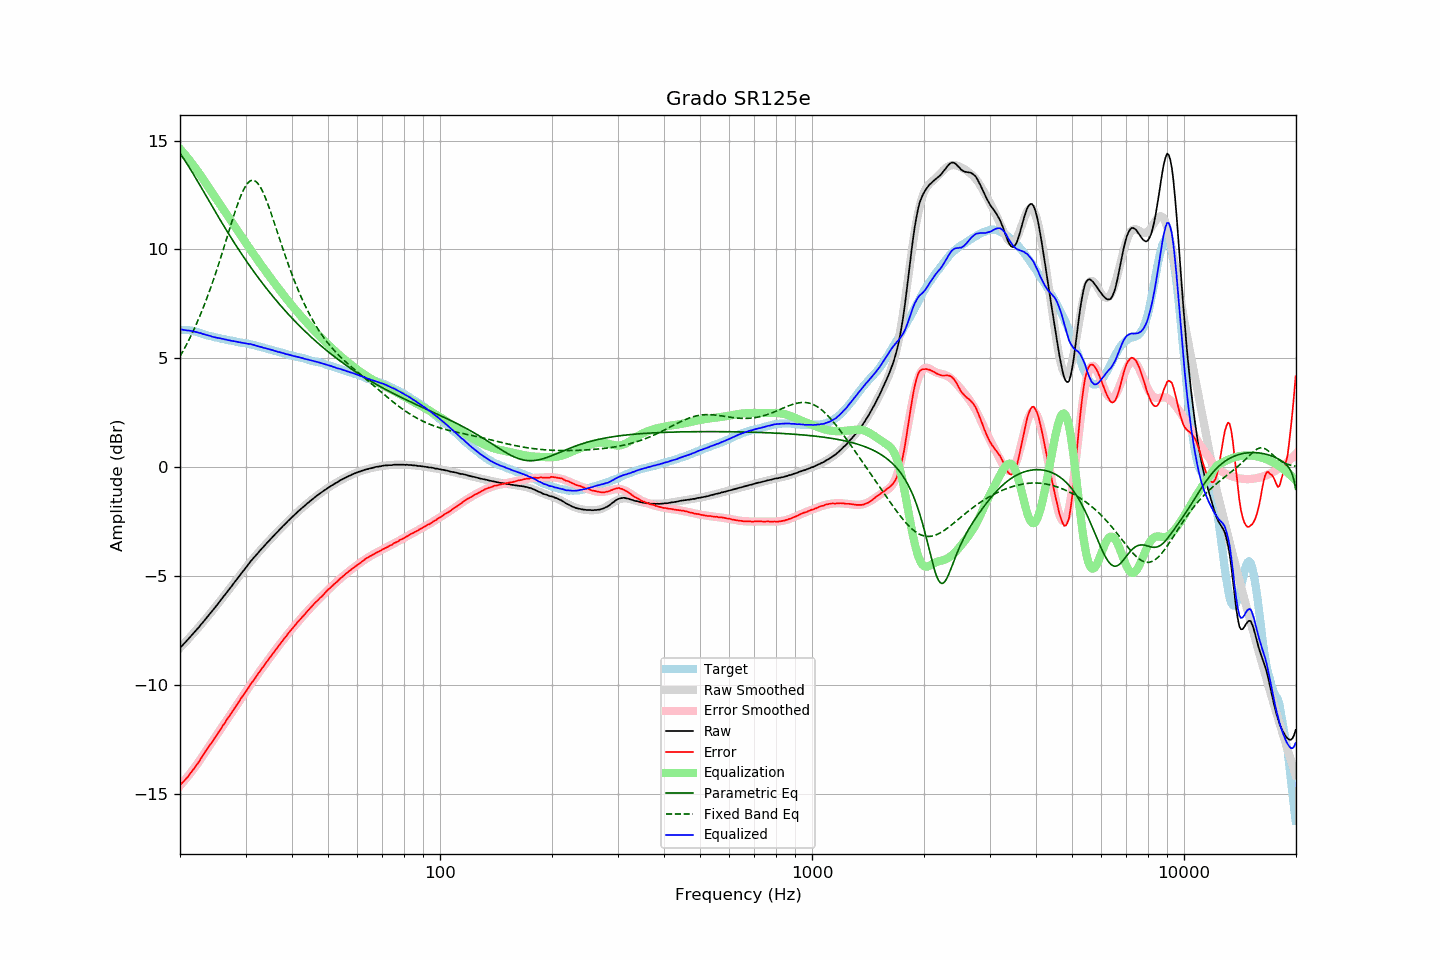 Grado SR125e
15
10
5
0
−5
−10
−15
Amplitude (dBr)
Target
Raw Smoothed
Error Smoothed
Raw
Error
Equalization
Parametric Eq
Fixed Band Eq
Equalized
100
1000
10000
Frequency (Hz)